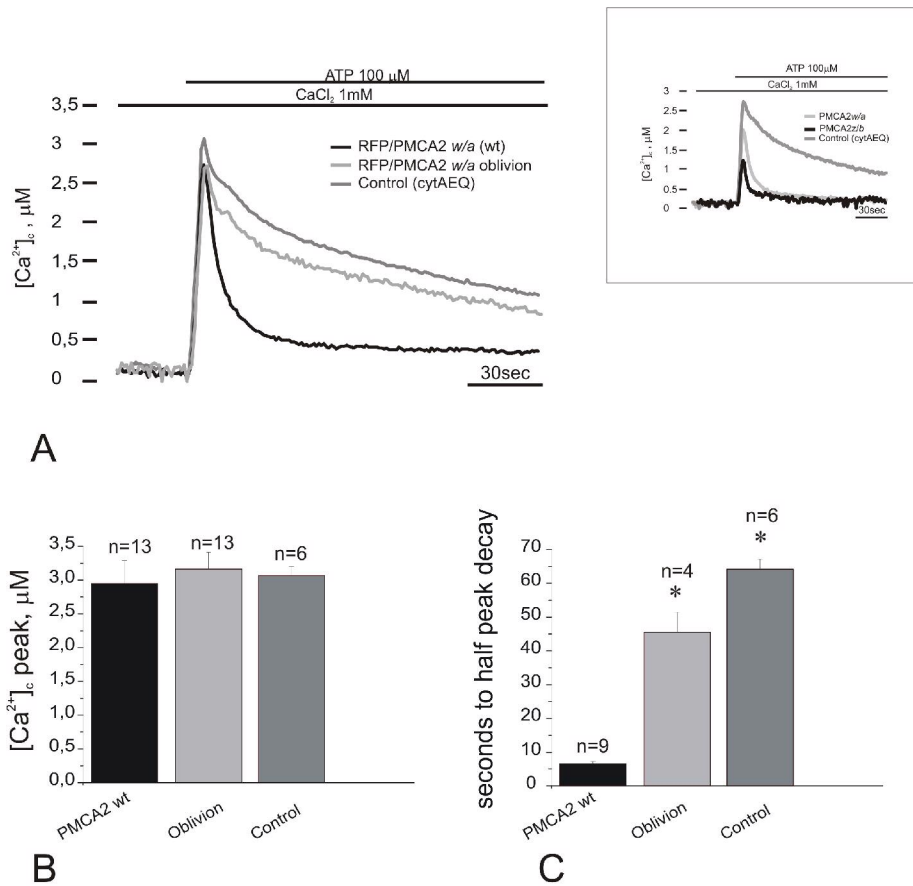 ATP 100 μM
CaCl2 1mM
3,5
3
2,5
2
1,5
1
0,5
0
[Ca2+]c , μM
RFP/PMCA2 w/a (wt)
RFP/PMCA2 w/a oblivion
Control (cytAEQ)
30sec
A
ATP 100μM
CaCl2 1mM
3
2,5
2
1,5
1
0,5
0
[Ca2+]c , μM
PMCA2w/a
PMCA2z/b
Control (cytAEQ)
30sec
[Ca2+]c peak, μM
3,5
3,0
2,5
2,0
1,5
1,0
0,5
0,0
n=13
n=13
n=6
PMCA2 wt
Oblivion
Control
B
seconds to half peak decay
70
60
50
40
30
20
10
0
n=9
n=4
*
n=6
*
PMCA2 wt
Oblivion
Control
C